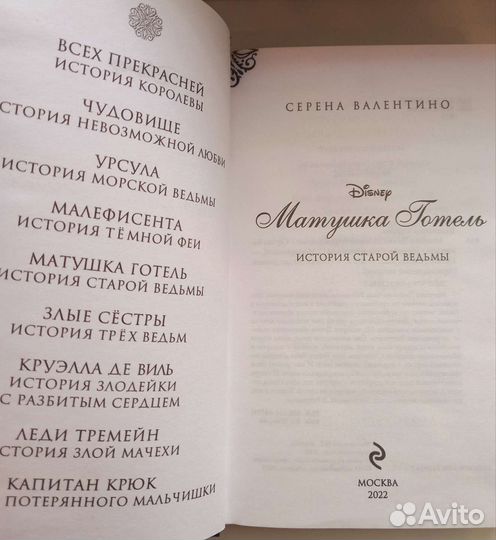 ВСЕХ ПРЕКРАСНЕЙ
ИСТОРИЯ КОРОЛЕВЫ
ЧУДОВИЩЕ
ИСТОРИЯ НЕВОЗМОЖНОЙ ЛЮБВИ
УРСУЛА
ИСТОРИЯ МОРСКОЙ ВЕДЬМЫ
МАЛЕФИСЕНТА
ИСТОРИЯ ТЁМНОЙ ФЕИ
МАТУШКА ГОТЕЛЬ
ИСТОРИЯ СТАРОЙ ВЕДЬМЫ
ЗЛЫЕ СЁСТРЫ
ИСТОРИЯ ТРЁХ ВЕДЬМ
КРУЭЛЛА ДЕ ВИЛЬ
ИСТОРИЯ ЗЛОДЕЙКИ
С РАЗБИТЫМ СЕРДЦЕМ
ЛЕДИ ТРЕМЕЙН
ИСТОРИЯ ЗЛОЙ МАЧЕХИ
КАПИТАН КРЮК
ПОТЕРЯННОГО МАЛЬЧИШКИ
СЕРЕНА ВАЛЕНТИНО
DISNEY
Матушка Готель
ИСТОРИЯ СТАРОЙ ВЕДЬМЫ
МОСКВА
2022
Avito